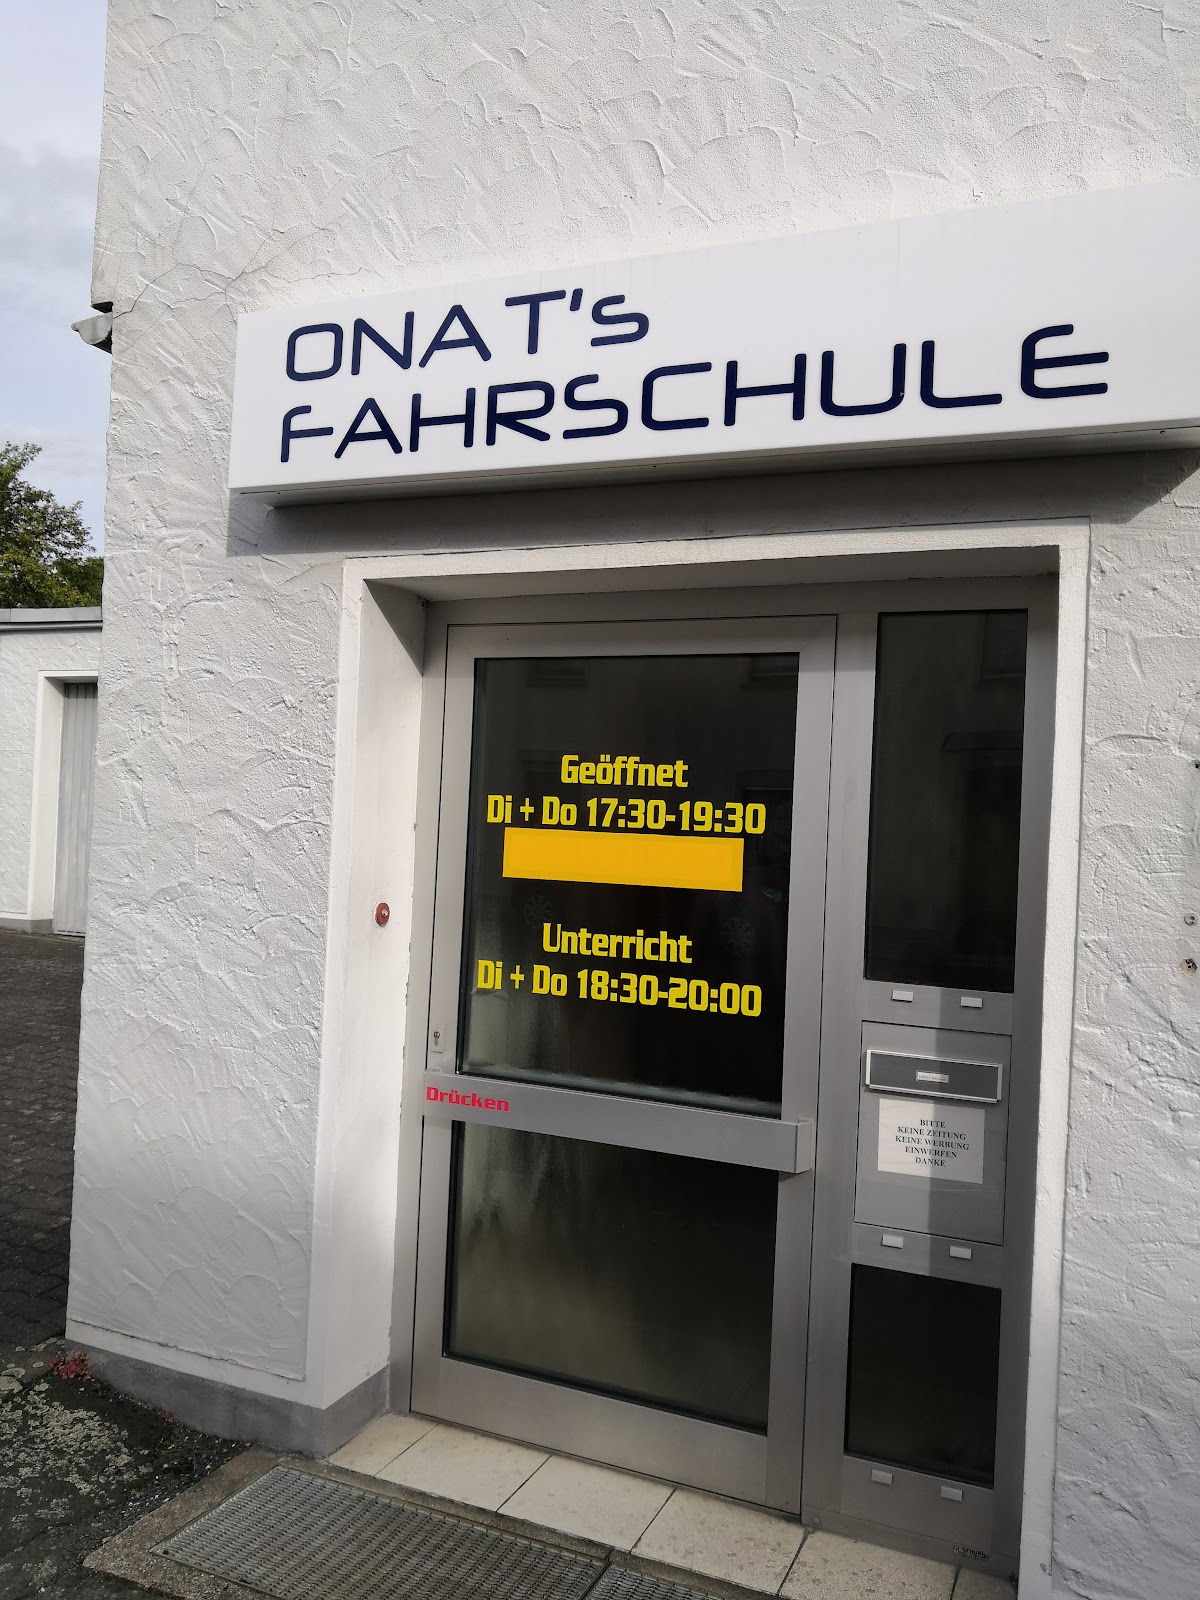 ONAT's
FAHRSCHULE
Geöffnet
Di + Do 17:30-19:30
Unterricht
Di + Do 18:30-20:00
Drücken
BITTE
KEINE ZEITUNG
KEINE WERBUNG
EINWERFEN
DANKE